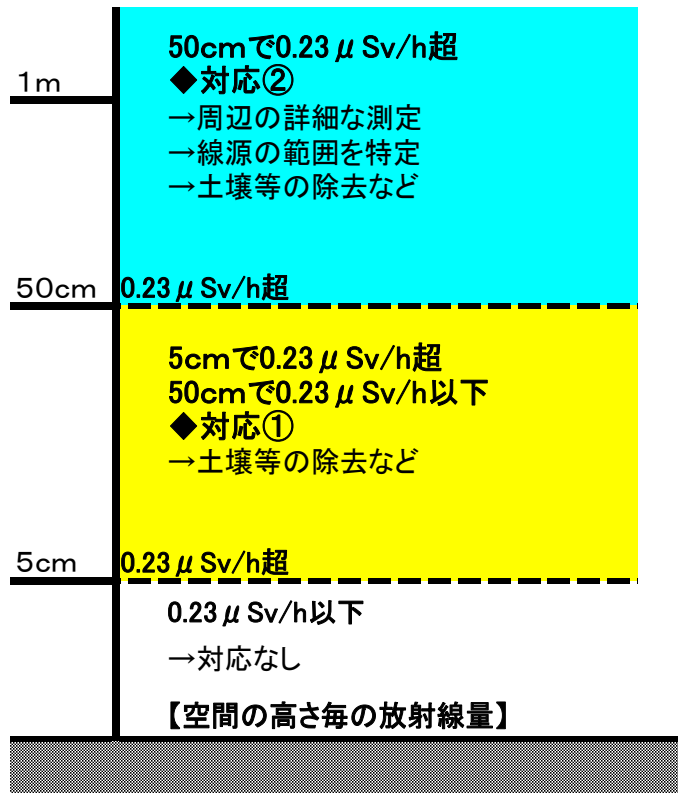 50cmで0.23μSv/h超
◆対応②
1m
→周辺の詳細な測定
→線源の範囲を特定
→土壌等の除去など
50cm
0.23μSv/h超
5cmで0.23μSv/h超
50cmで0.23μSv/h以下
◆対応①
→土壌等の除去など
5cm
0.23μSv/h超
0.23μSv/h以下
→対応なし
【空間の高さ毎の放射線量】